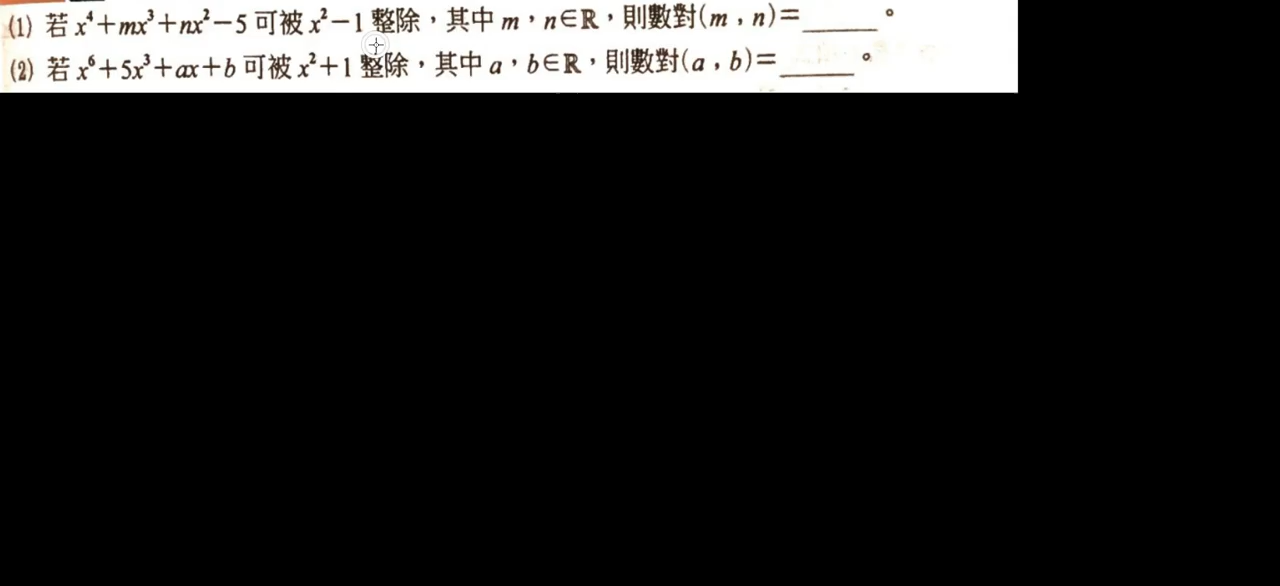 (1) 若 x⁴+mx³+nx²−5 可被 x²−1 整除，其中 m，n∈ℝ，則數對(m，n)=______。
(2) 若 x⁶+5x³+ax+b 可被 x²+1 整除，其中 a，b∈ℝ，則數對(a，b)=______。